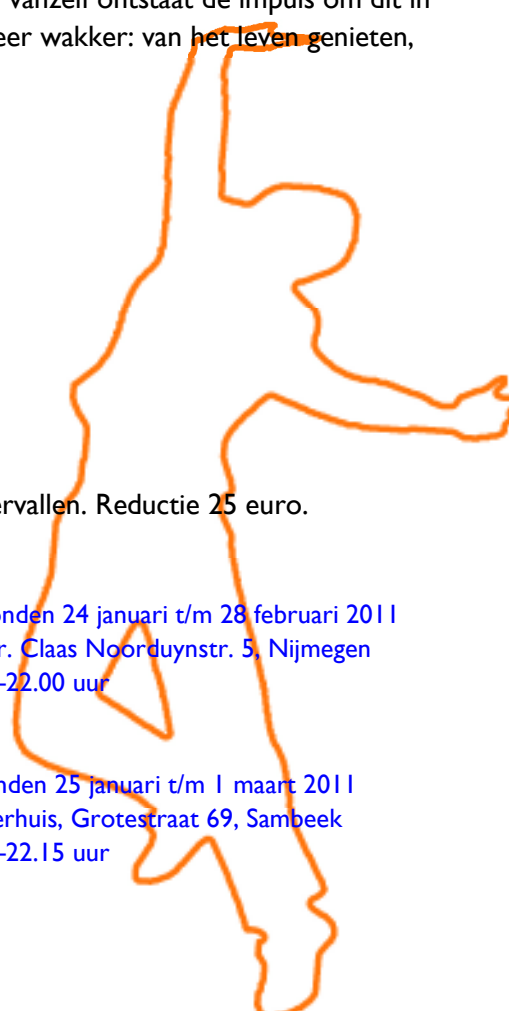 vanzelf ontstaat de impuls om dit in
eer wakker: van het leven genieten,
ervallen. Reductie 25 euro.
onden 24 januari t/m 28 februari 2011
r. Claas Noorduynstr. 5, Nijmegen
-22.00 uur
nden 25 januari t/m 1 maart 2011
erhuis, Grotestraat 69, Sambeek
-22.15 uur